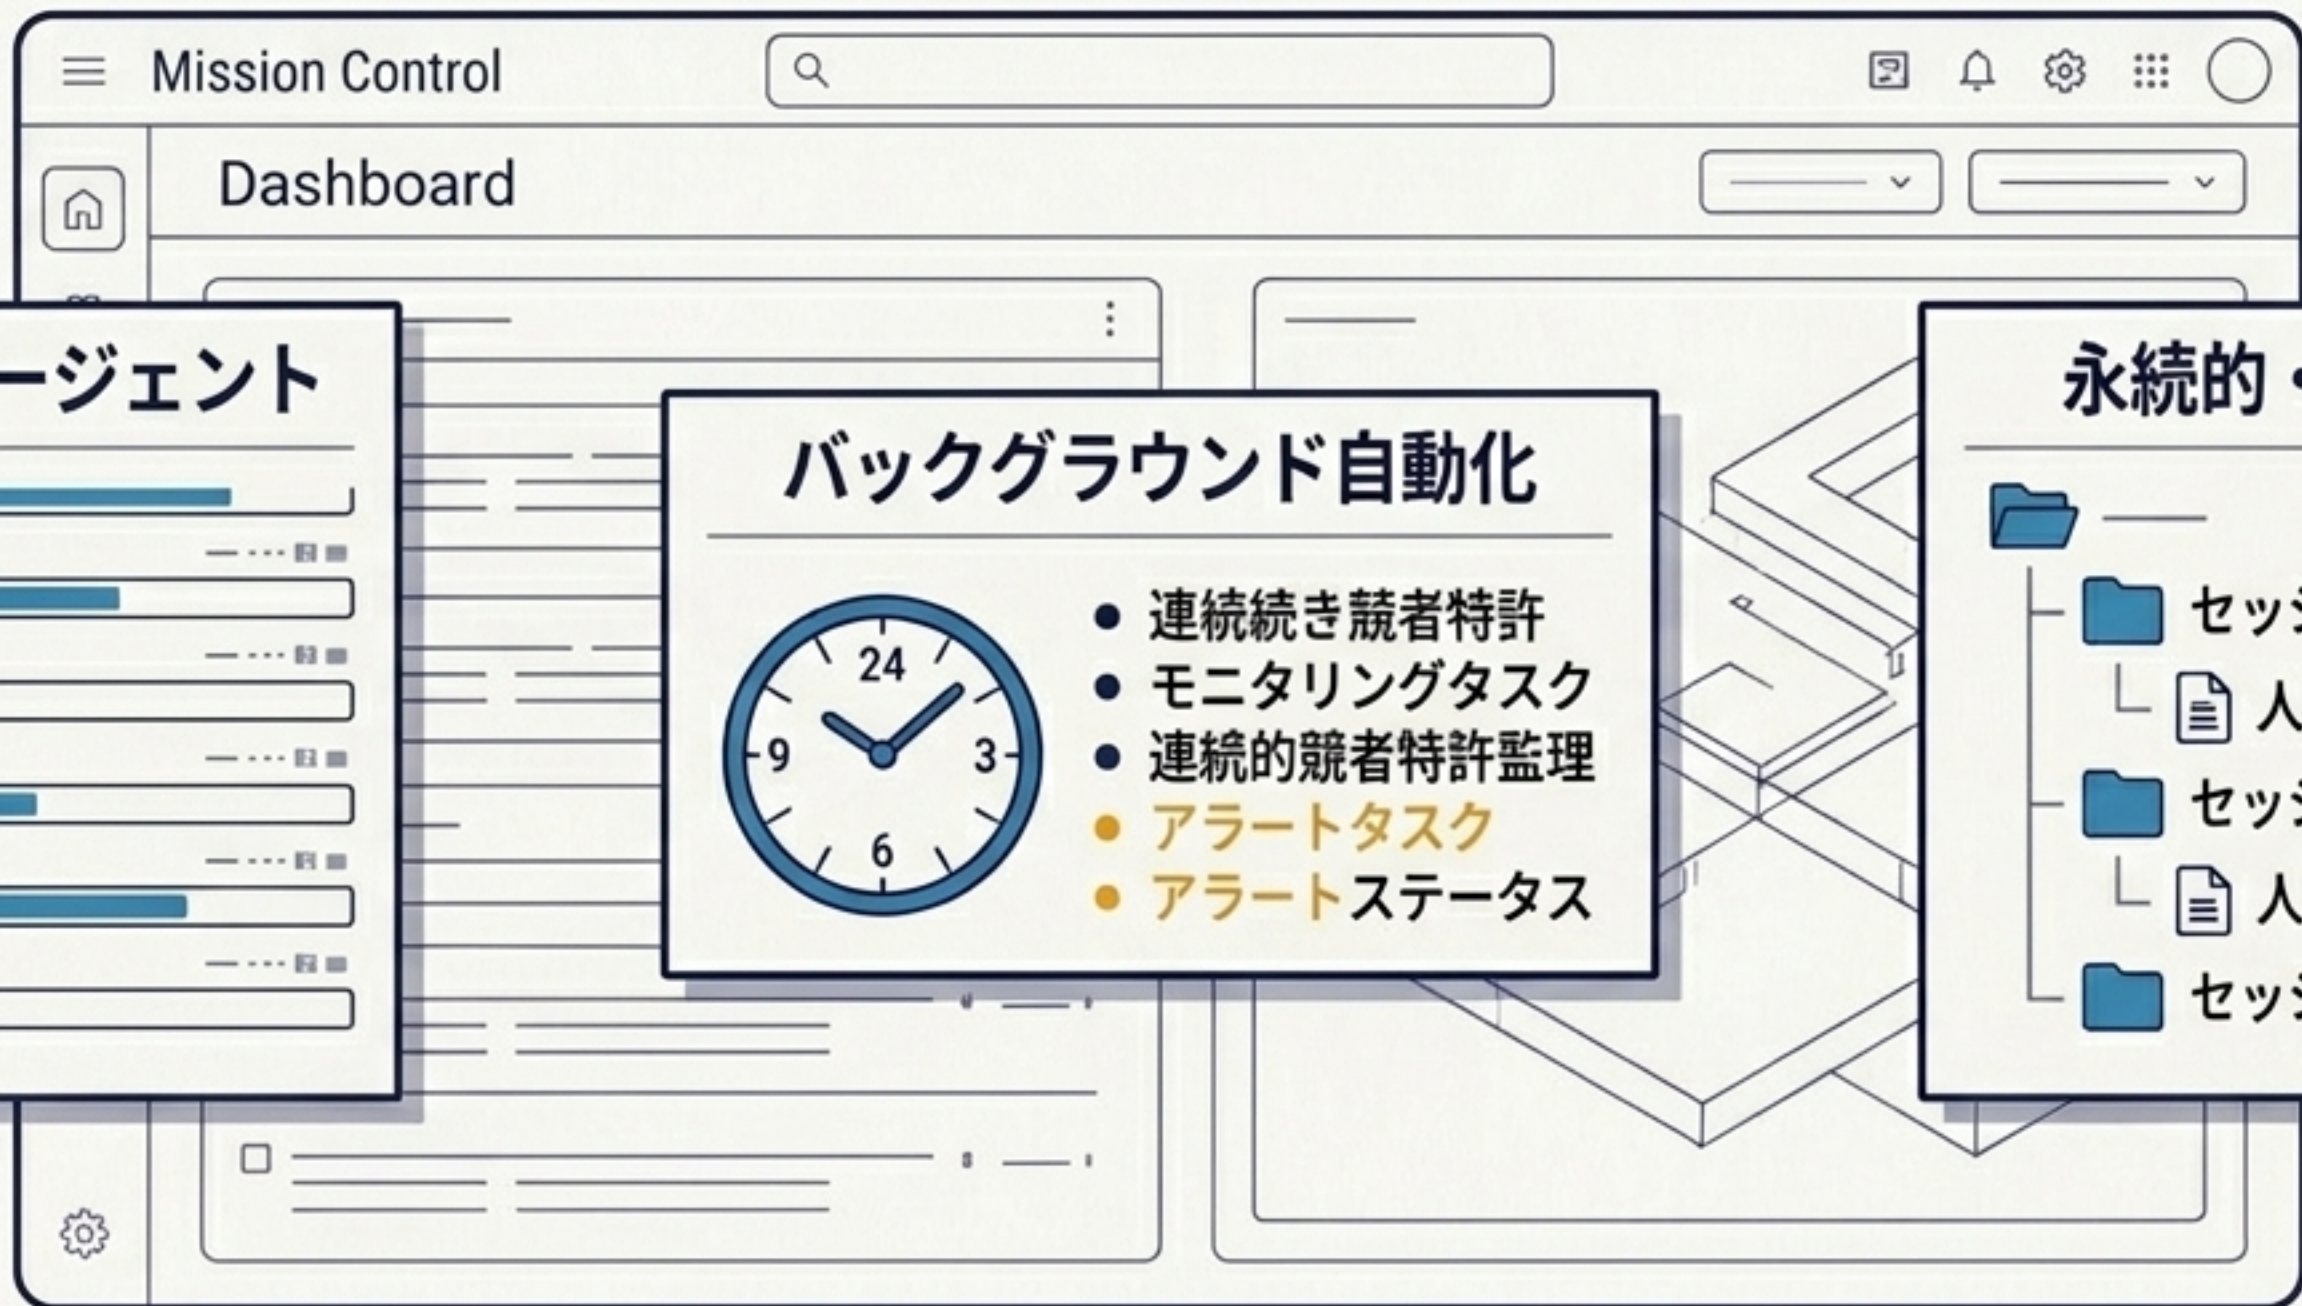 Mission Control
Dashboard
ージェント
バックグラウンド自動化
24
9
3
6
連続続き競者特許
モニタリングタスク
連続的競者特許監理
アラートタスク
アラートステータス
永続的・
セッシ
人
セッシ
人
セッシ